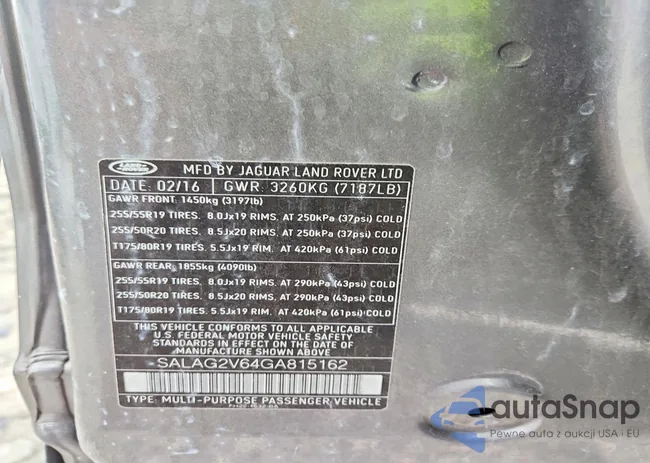 LAND ROVER
MFD BY JAGUAR LAND ROVER LTD
DATE: 02/16 GWR: 3260KG (7187LB)
GAWR FRONT: 1450kg (3197lb)
255/55R19 TIRES. 8.0Jx19 RIMS. AT 250kPa (37psi) COLD
255/50R20 TIRES. 8.5Jx20 RIMS. AT 250kPa (37psi) COLD
T175/80R19 TIRES. 5.5Jx19 RIM. AT 420kPa (61psi) COLD
GAWR REAR: 1855kg (4090lb)
255/55R19 TIRES. 8.0Jx19 RIMS. AT 290kPa (43psi) COLD
255/50R20 TIRES. 8.5Jx20 RIMS. AT 290kPa (43psi) COLD
T175/80R19 TIRES. 5.5Jx19 RIM. AT 420kPa (61psi) COLD
THIS VEHICLE CONFORMS TO ALL APPLICABLE
U.S. FEDERAL MOTOR VEHICLE SAFETY
STANDARDS IN EFFECT ON THE DATE OF
MANUFACTURE SHOWN ABOVE
SALAG2V64GA815162
TYPE: MULTI-PURPOSE PASSENGER VEHICLE
autoSnap
Pewne auta z aukcji USA i EU